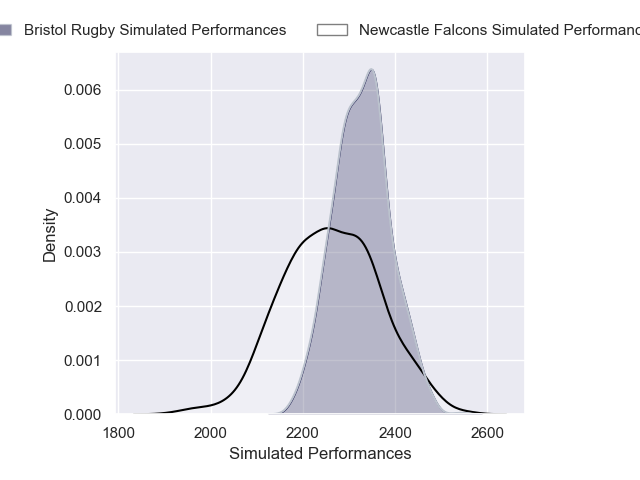 Bristol Rugby Simulated Performances
Newcastle Falcons Simulated
0.006
0.005
0.004
0.003
0.002
0.001
0.000
Density
1800 2000 2200 2400 2600
Simulated Performances